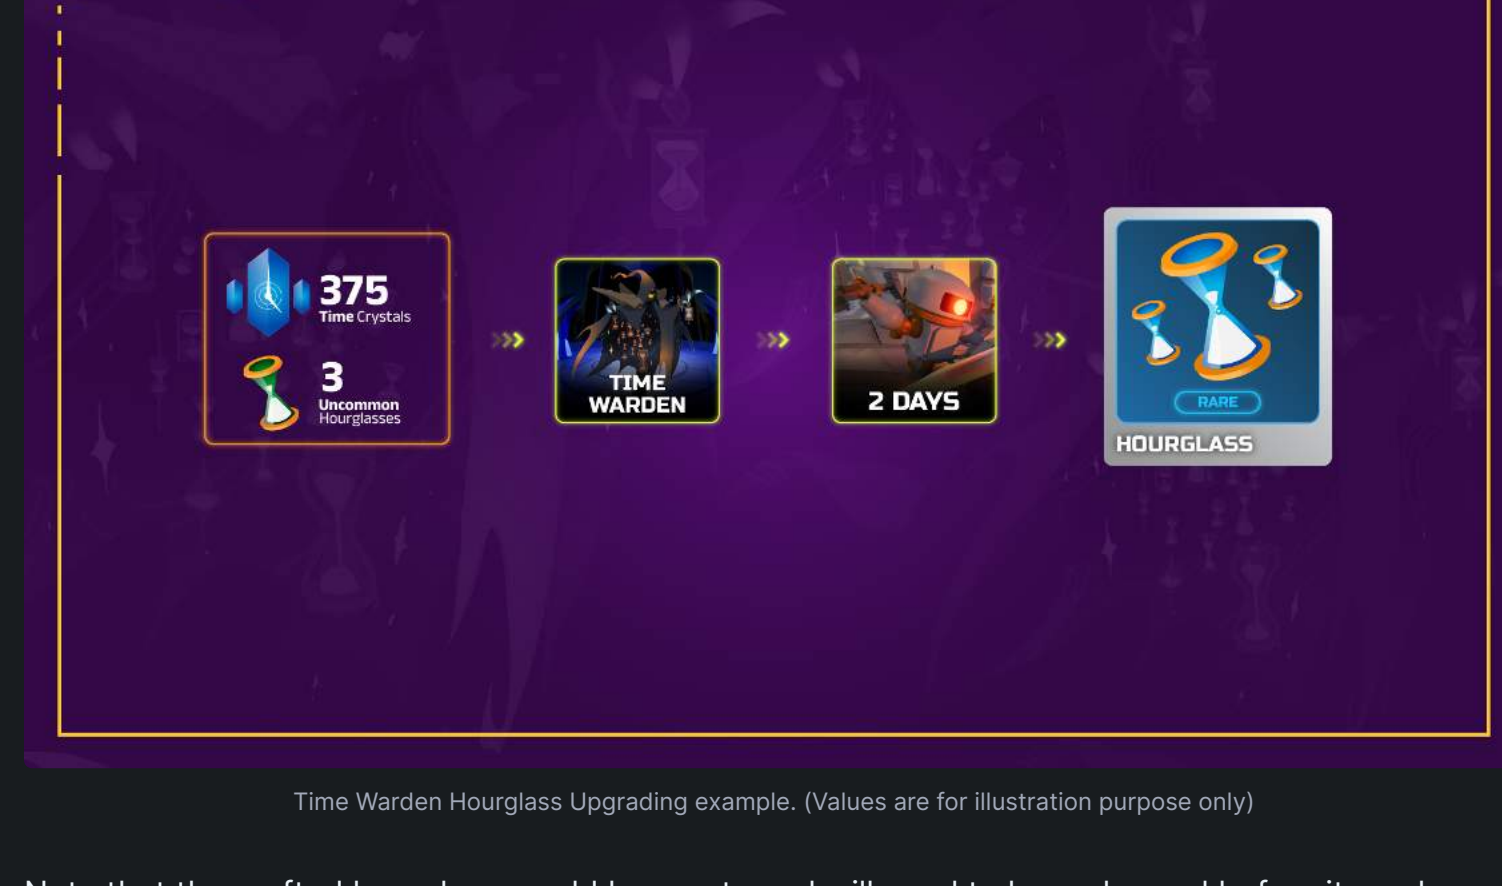 375
Time Crystals
3
Uncommon
Hourglasses
TIME
WARDEN
2 DAYS
RARE
HOURGLASS
Time Warden Hourglass Upgrading example. (Values are for illustration purpose only)